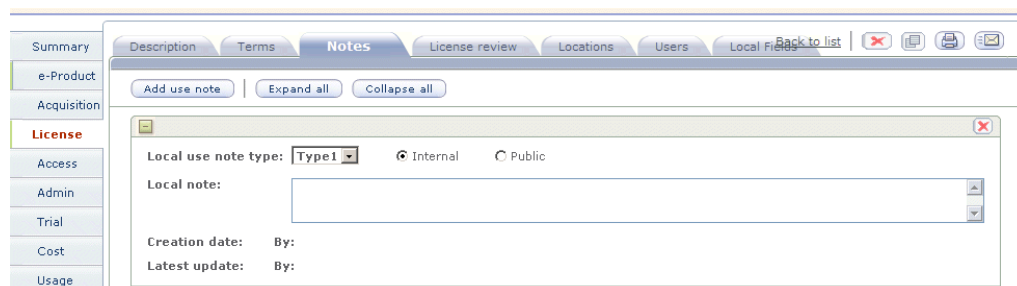 Summary
e-Product
Acquisition
License
Access
Admin
Trial
Cost
Usage
Description Terms Notes License review Locations Users Local Fields Back to list
Add use note Expand all Collapse all
Local use note type: Type1 Internal Public
Local note:
Creation date: By:
Latest update: By: